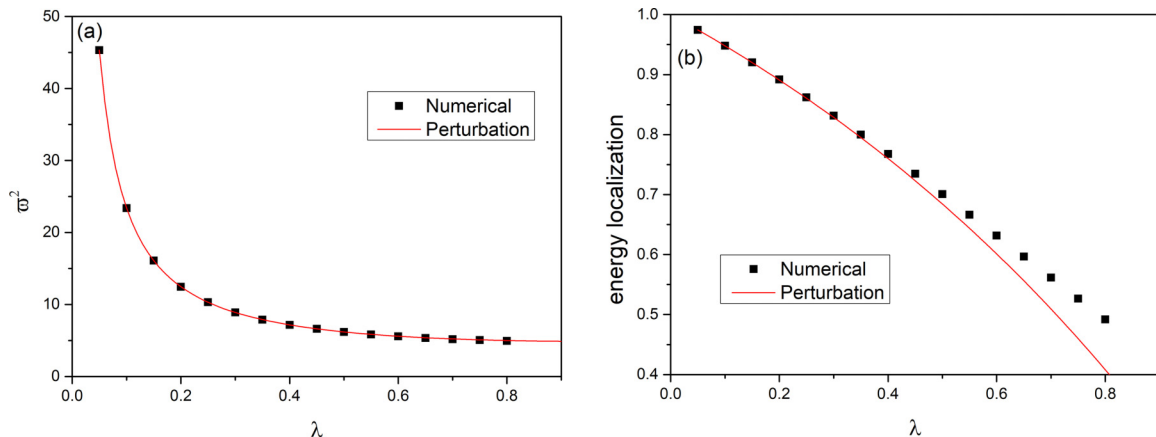 (a)
50
40
30
20
10
0
ϖ²
0.0 0.2 0.4 0.6 0.8
λ
Numerical
Perturbation
(b)
1.0
0.9
0.8
0.7
0.6
0.5
0.4
energy localization
0.0 0.2 0.4 0.6 0.8
λ
Numerical
Perturbation